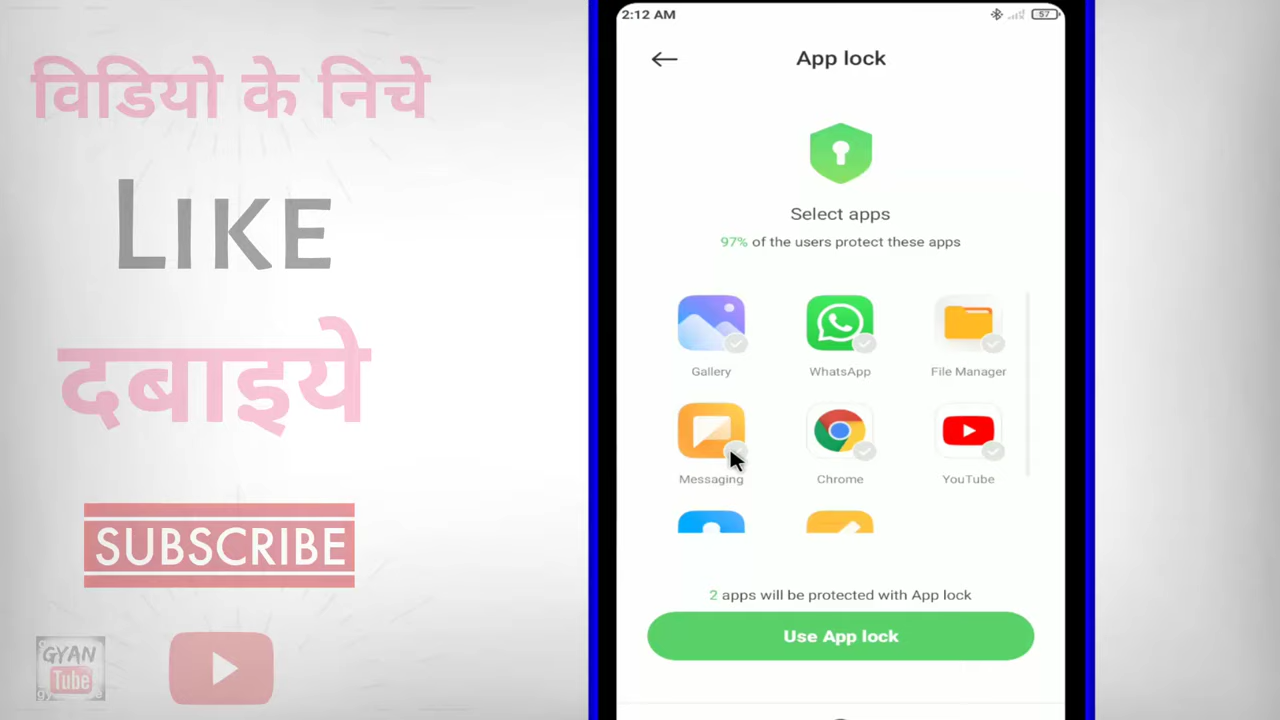 विडियो के निचे
LIKE
दबाइये
SUBSCRIBE
GYAN
Tube
2:12 AM
57
App lock
Select apps
97% of the users protect these apps
Gallery
WhatsApp
File Manager
Messaging
Chrome
YouTube
2 apps will be protected with App lock
Use App lock